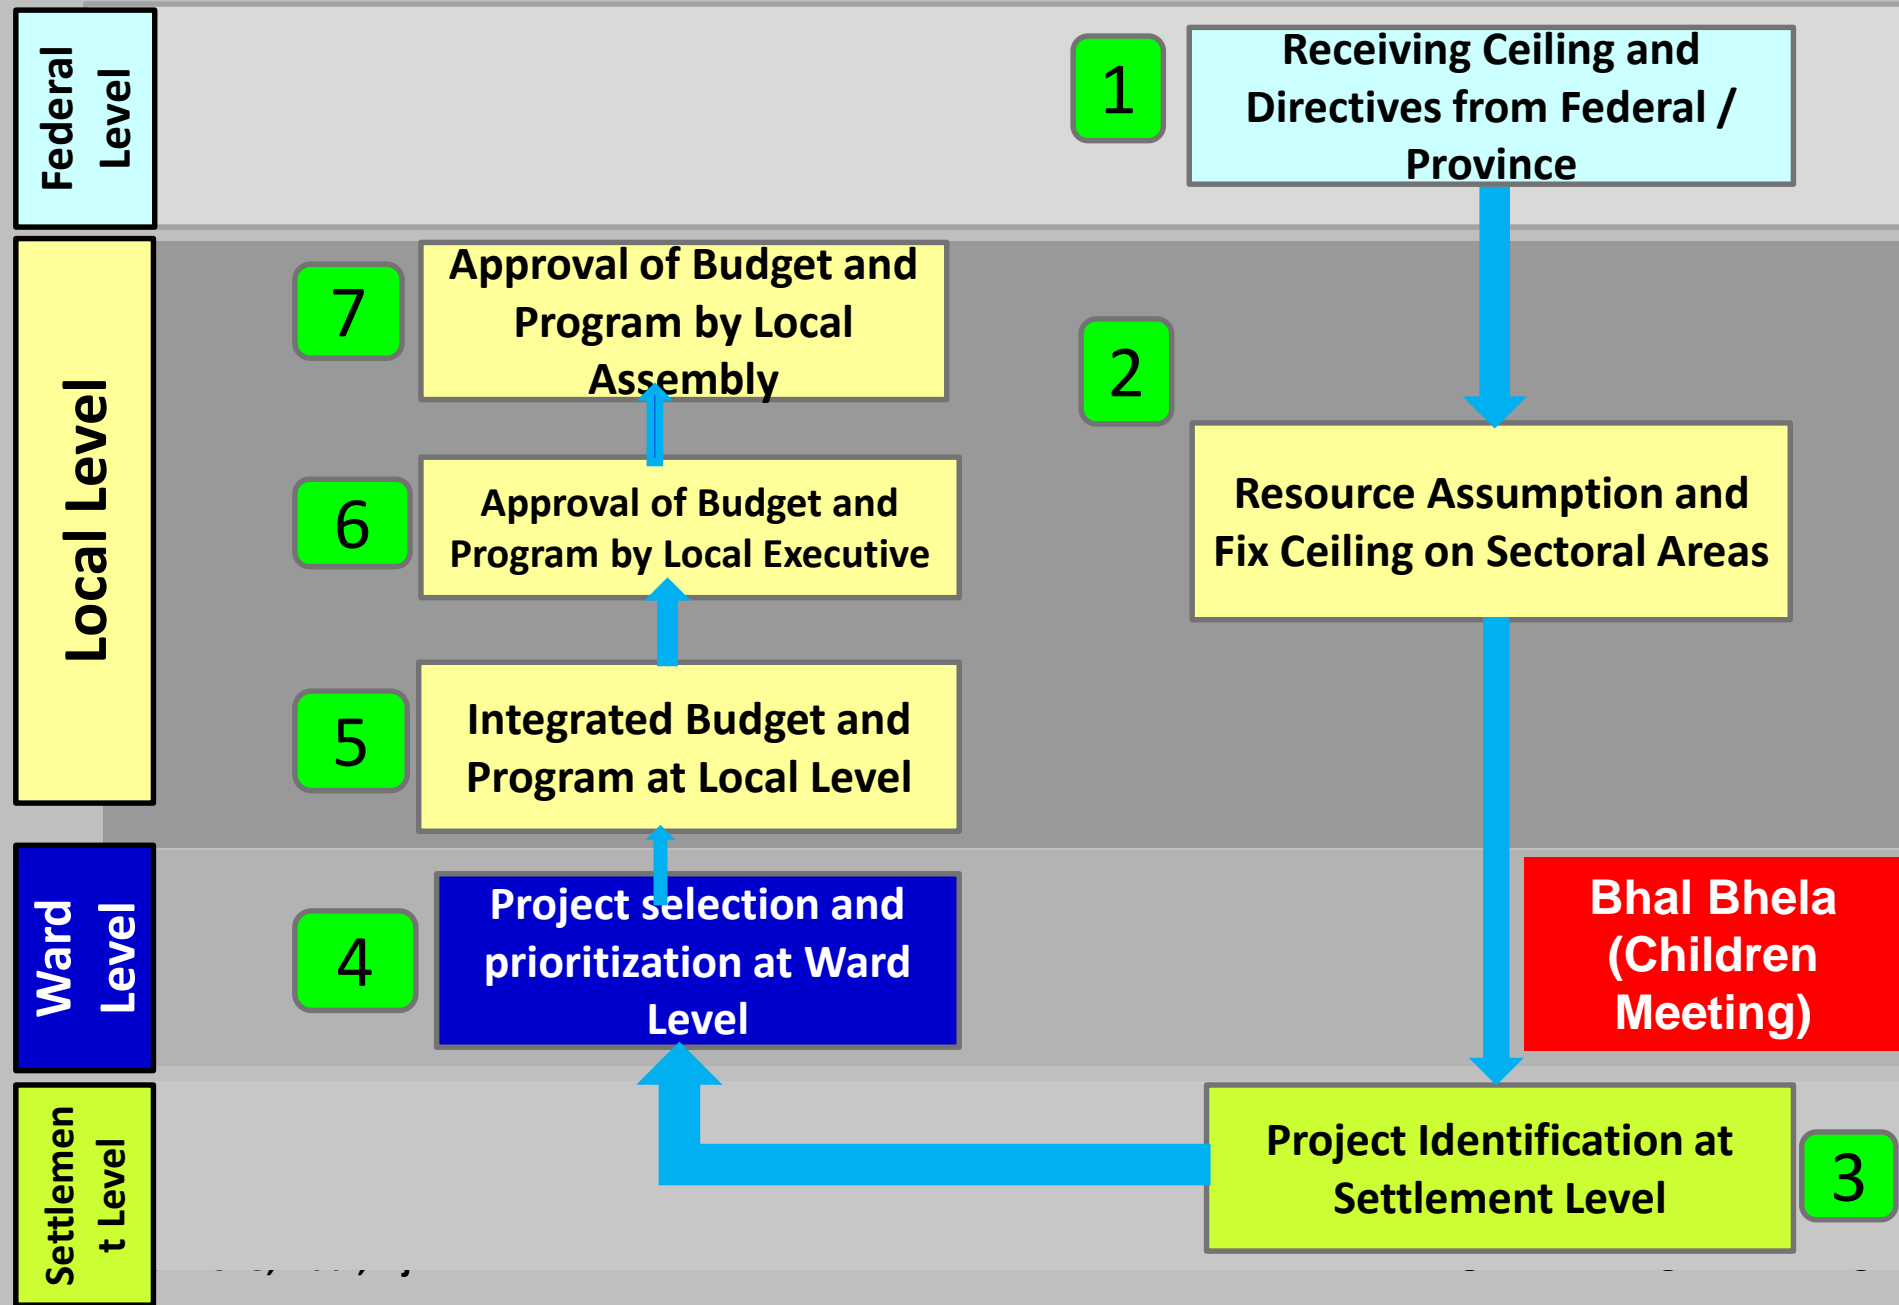 Federal
Level
1
Receiving Ceiling and
Directives from Federal /
Province
Local Level
7
Approval of Budget and
Program by Local
Assembly
2
Resource Assumption and
Fix Ceiling on Sectoral Areas
6
Approval of Budget and
Program by Local Executive
5
Integrated Budget and
Program at Local Level
Ward
Level
4
Project selection and
prioritization at Ward
Level
Bhal Bhela
(Children
Meeting)
Settlemen
t Level
Project Identification at
Settlement Level
3